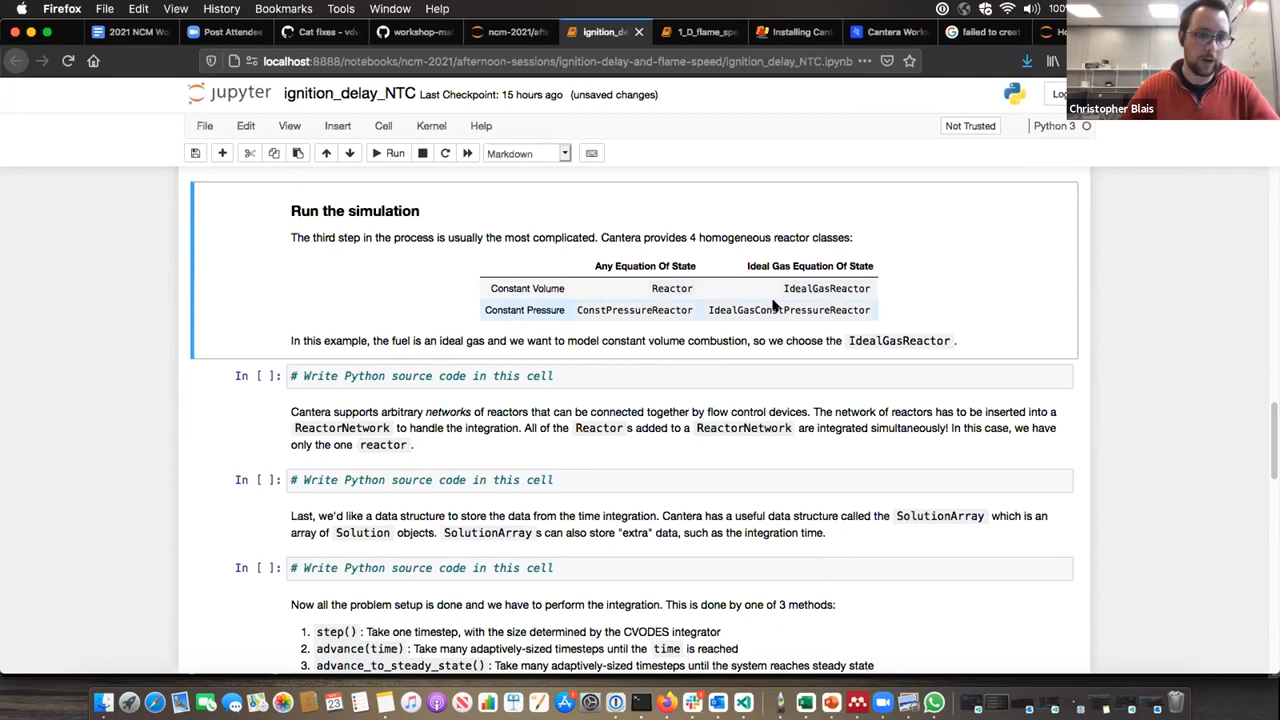 Firefox File Edit View History Bookmarks Tools Window Help 100%
2021 NCM Wo Post Attendee Cat fixes - vdv workshop-mat ncm-2021/afte ignition_de 1_D_flame_spe Installing Cant Cantera Works failed to creat Ho
localhost:8888/notebooks/ncm-2021/afternoon-sessions/ignition-delay-and-flame-speed/ignition_delay_NTC.ipynb
Christopher Blais
jupyter ignition_delay_NTC Last Checkpoint: 15 hours ago (unsaved changes)
File Edit View Insert Cell Kernel Help Not Trusted Python 3
Run Markdown
Run the simulation
The third step in the process is usually the most complicated. Cantera provides 4 homogeneous reactor classes:
Any Equation Of State Ideal Gas Equation Of State
Constant Volume Reactor IdealGasReactor
Constant Pressure ConstPressureReactor IdealGasConstPressureReactor
In this example, the fuel is an ideal gas and we want to model constant volume combustion, so we choose the IdealGasReactor .
In [ ]: # Write Python source code in this cell
Cantera supports arbitrary networks of reactors that can be connected together by flow control devices. The network of reactors has to be inserted into a
ReactorNetwork to handle the integration. All of the Reactor s added to a ReactorNetwork are integrated simultaneously! In this case, we have
only the one reactor .
In [ ]: # Write Python source code in this cell
Last, we'd like a data structure to store the data from the time integration. Cantera has a useful data structure called the SolutionArray which is an
array of Solution objects. SolutionArray s can also store "extra" data, such as the integration time.
In [ ]: # Write Python source code in this cell
Now all the problem setup is done and we have to perform the integration. This is done by one of 3 methods:
1. step() : Take one timestep, with the size determined by the CVODES integrator
2. advance(time) : Take many adaptively-sized timesteps until the time is reached
3. advance_to_steady_state() : Take many adaptively-sized timesteps until the system reaches steady state